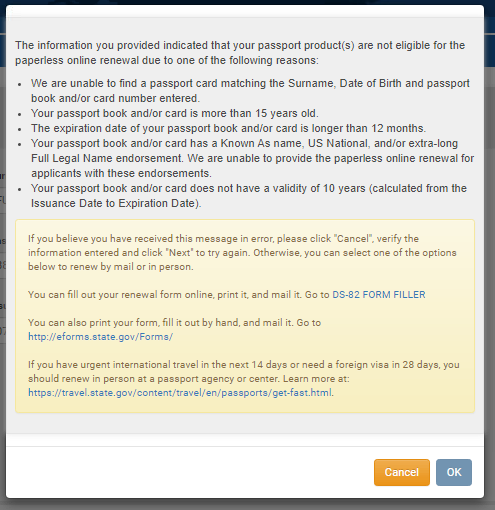 The information you provided indicated that your passport product(s) are not eligible for the
paperless online renewal due to one of the following reasons:
• We are unable to find a passport card matching the Surname, Date of Birth and passport
book and/or card number entered.
• Your passport book and/or card is more than 15 years old.
• The expiration date of your passport book and/or card is longer than 12 months.
• Your passport book and/or card has a Known As name, US National, and/or extra-long
Full Legal Name endorsement. We are unable to provide the paperless online renewal for
applicants with these endorsements.
• Your passport book and/or card does not have a validity of 10 years (calculated from the
Issuance Date to Expiration Date).
If you believe you have received this message in error, please click "Cancel", verify the
information entered and click "Next" to try again. Otherwise, you can select one of the options
below to renew by mail or in person.
You can fill out your renewal form online, print it, and mail it. Go to DS-82 FORM FILLER
You can also print your form, fill it out by hand, and mail it. Go to
http://eforms.state.gov/Forms/
If you have urgent international travel in the next 14 days or need a foreign visa in 28 days, you
should renew in person at a passport agency or center. Learn more at:
https://travel.state.gov/content/travel/en/passports/get-fast.html.
Cancel OK